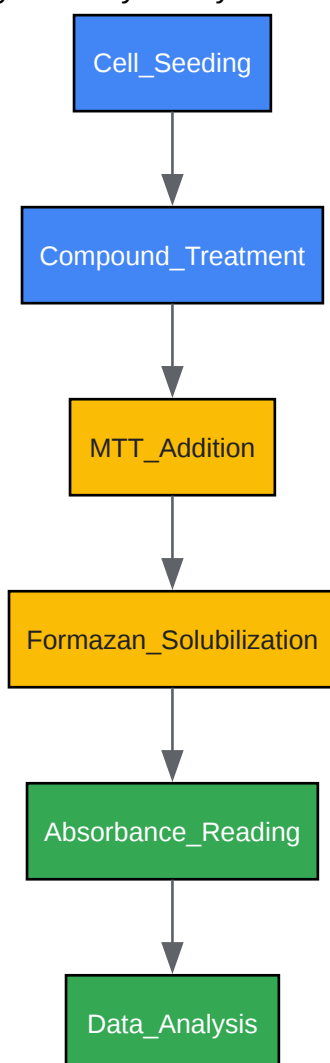 Cell_Seeding
Compound_Treatment
MTT_Addition
Formazan_Solubilization
Absorbance_Reading
Data_Analysis